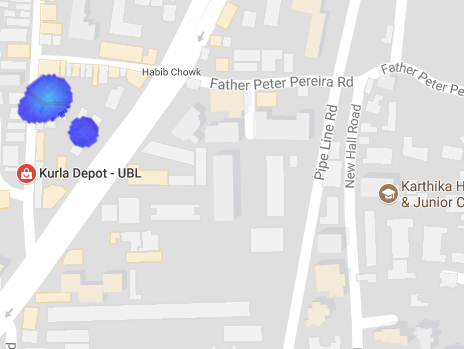 Habib Chowk
Father Peter Pereira Rd
Father Peter Pe
Pipe Line Rd
New Hall Road
Kurla Depot - UBL
Karthika H
& Junior C